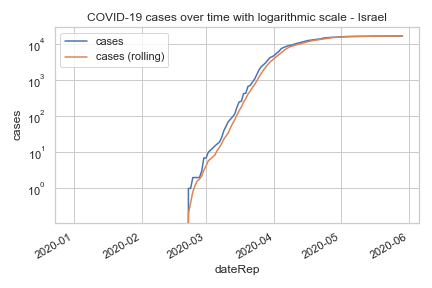 COVID-19 cases over time with logarithmic scale - Israel
cases
cases (rolling)
10^4
10^3
10^2
10^1
10^0
cases
2020-01
2020-02
2020-03
2020-04
2020-05
2020-06
dateRep